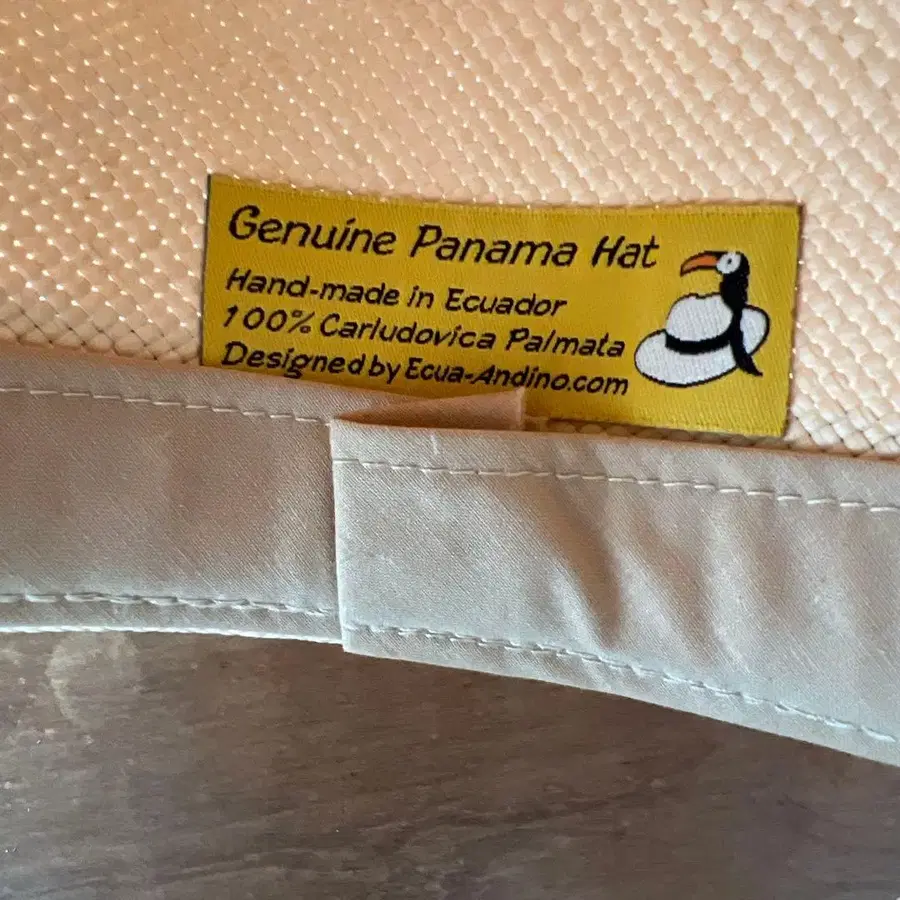 Genuine Panama Hat
Hand-made in Ecuador
100% Carludovica Palmata
Designed by Ecua-Andino.com